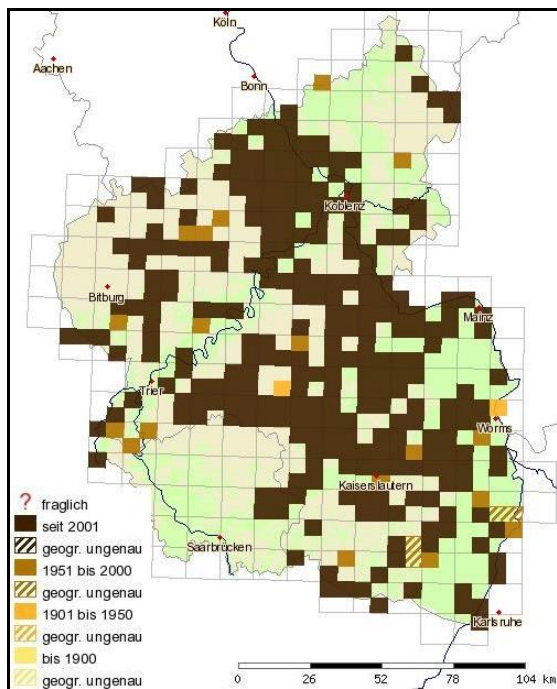 Köln
Aachen
Bonn
Koblenz
Bitburg
Mainz
Trier
Worms
Kaiserslautern
Saarbrücken
Karlsruhe
? fraglich
seit 2001
geogr. ungenau
1951 bis 2000
geogr. ungenau
1901 bis 1950
geogr. ungenau
bis 1900
geogr. ungenau
0 26 52 78 104 km